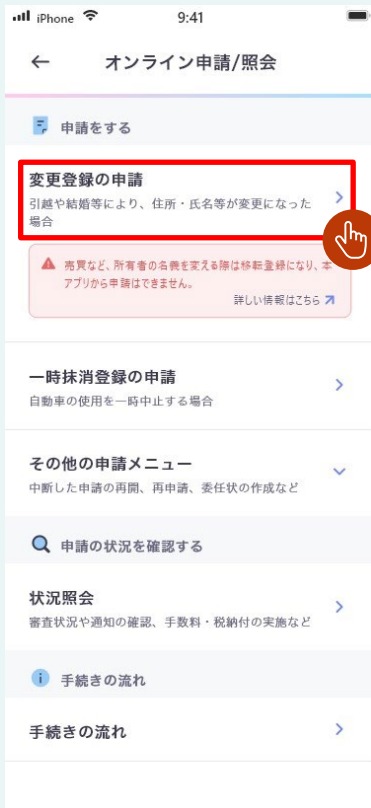 iPhone 9:41
オンライン申請/照会
申請をする
変更登録の申請
引越や結婚等により、住所・氏名等が変更になった
場合
売買など、所有者の名義を変える際は移転登録になり、本
アプリから申請はできません。
詳しい情報はこちら
一時抹消登録の申請
自動車の使用を一時中止する場合
その他の申請メニュー
中断した申請の再開、再申請、委任状の作成など
申請の状況を確認する
状況照会
審査状況や通知の確認、手数料・税納付の実施など
手続きの流れ
手続きの流れ